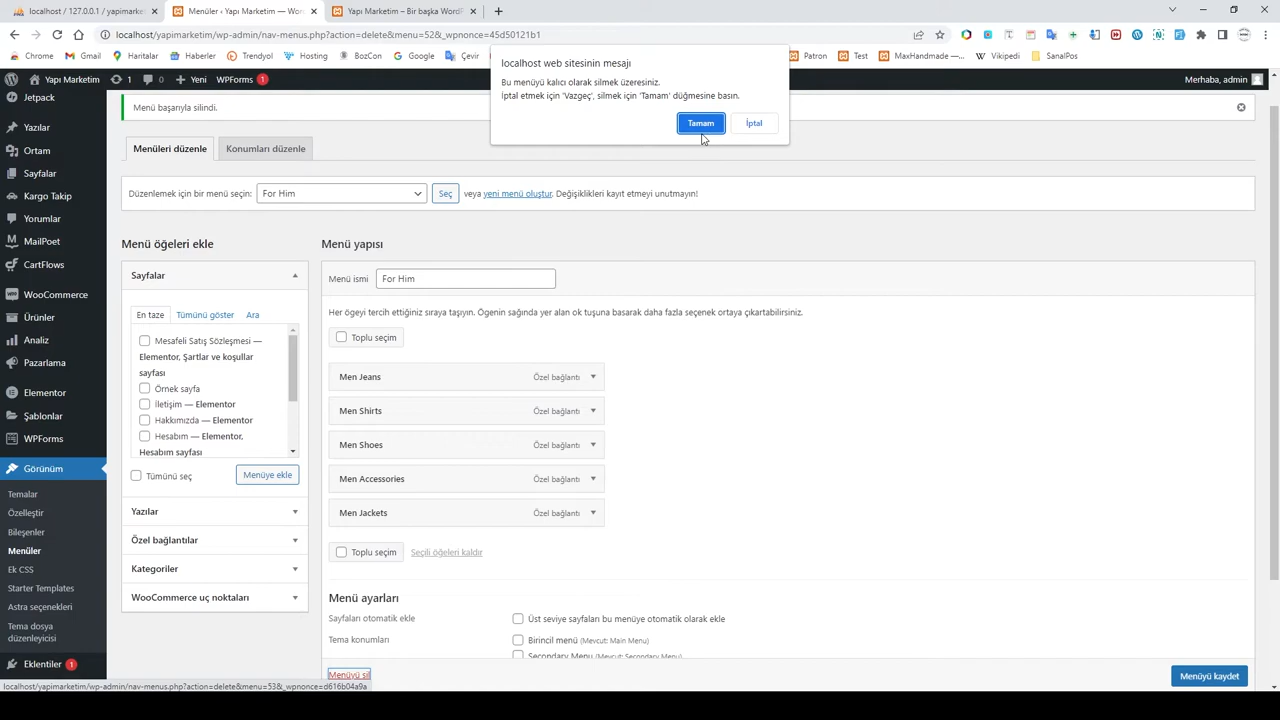 localhost / 127.0.0.1 / yapimarket
Menüler ‹ Yapı Marketim — Wor
Yapı Marketim – Bir başka WordP
localhost/yapimarketim/wp-admin/nav-menus.php?action=delete&menu=52&_wpnonce=45d50121b1
Chrome
Gmail
Haritalar
Haberler
Trendyol
Hosting
BozCon
Google
Çevir
Patron
Test
MaxHandmade -...
Vikipedi
SanalPos
Yapı Marketim
1
0
Yeni
WPForms
1
Merhaba, admin
localhost web sitesinin mesajı
Bu menüyü kalıcı olarak silmek üzeresiniz.
İptal etmek için 'Vazgeç', silmek için 'Tamam' düğmesine basın.
Tamam
İptal
Jetpack
Yazılar
Ortam
Sayfalar
Kargo Takip
Yorumlar
MailPoet
CartFlows
WooCommerce
Ürünler
Analiz
Pazarlama
Elementor
Şablonlar
WPForms
Görünüm
Temalar
Özelleştir
Bileşenler
Menüler
Ek CSS
Starter Templates
Astra seçenekleri
Tema dosya
düzenleyicisi
Eklentiler
1
Menü başarıyla silindi.
Menüleri düzenle
Konumları düzenle
Düzenlemek için bir menü seçin:
For Him
Seç
veya yeni menü oluştur. Değişiklikleri kayıt etmeyi unutmayın!
Menü öğeleri ekle
Sayfalar
En taze
Tümünü göster
Ara
Mesafeli Satış Sözleşmesi —
Elementor, Şartlar ve koşullar
sayfası
Örnek sayfa
İletişim — Elementor
Hakkımızda — Elementor
Hesabım — Elementor,
Hesabım sayfası
Tümünü seç
Menüye ekle
Yazılar
Özel bağlantılar
Kategoriler
WooCommerce uç noktaları
Menü yapısı
Menü ismi
For Him
Her ögeyi tercih ettiğiniz sıraya taşıyın. Ögenin sağında yer alan ok tuşuna basarak daha fazla seçenek ortaya çıkartabilirsiniz.
Toplu seçim
Men Jeans
Özel bağlantı
Men Shirts
Özel bağlantı
Men Shoes
Özel bağlantı
Men Accessories
Özel bağlantı
Men Jackets
Özel bağlantı
Toplu seçim
Seçili öğeleri kaldır
Menü ayarları
Sayfaları otomatik ekle
Üst seviye sayfaları bu menüye otomatik olarak ekle
Tema konumları
Birincil menü (Mevcut: Main Menu)
Secondary Menu (Mevcut: Secondary Menu)
Menüyü sil
Menüyü kaydet
localhost/yapimarketim/wp-admin/nav-menus.php?action=delete&menu=53&_wpnonce=d616b04a9a